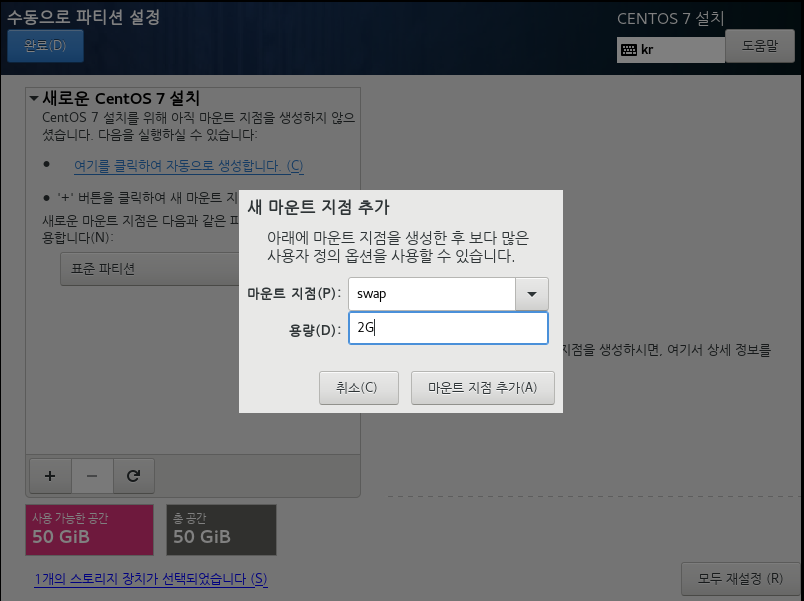 수동으로 파티션 설정
완료(D)
CENTOS 7 설치
kr
도움말
새로운 CentOS 7 설치
CentOS 7 설치를 위해 아직 마운트 지점을 생성하지 않으
셨습니다. 다음을 실행하실 수 있습니다:
여기를 클릭하여 자동으로 생성합니다. (C)
'+' 버튼을 클릭하여 새 마운트 지
새로운 마운트 지점은 다음과 같은 파
용합니다(N):
표준 파티션
새 마운트 지점 추가
아래에 마운트 지점을 생성한 후 보다 많은
사용자 정의 옵션을 사용할 수 있습니다.
마운트 지점(P):
swap
용량(D):
2G
취소(C)
마운트 지점 추가(A)
지점을 생성하시면, 여기서 상세 정보를
+
−
사용 가능한 공간
50 GiB
총 공간
50 GiB
1개의 스토리지 장치가 선택되었습니다 (S)
모두 재설정 (R)